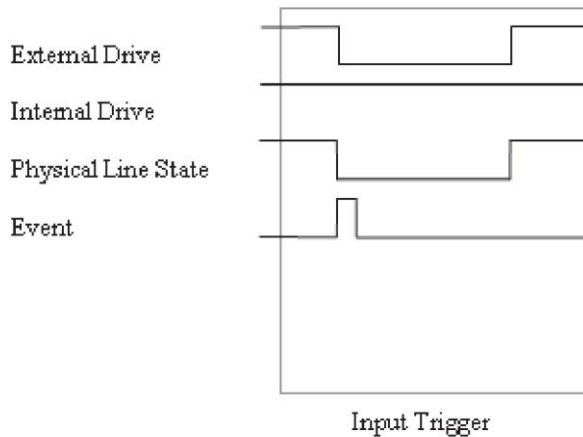 External Drive
Internal Drive
Physical Line State
Event
Input Trigger